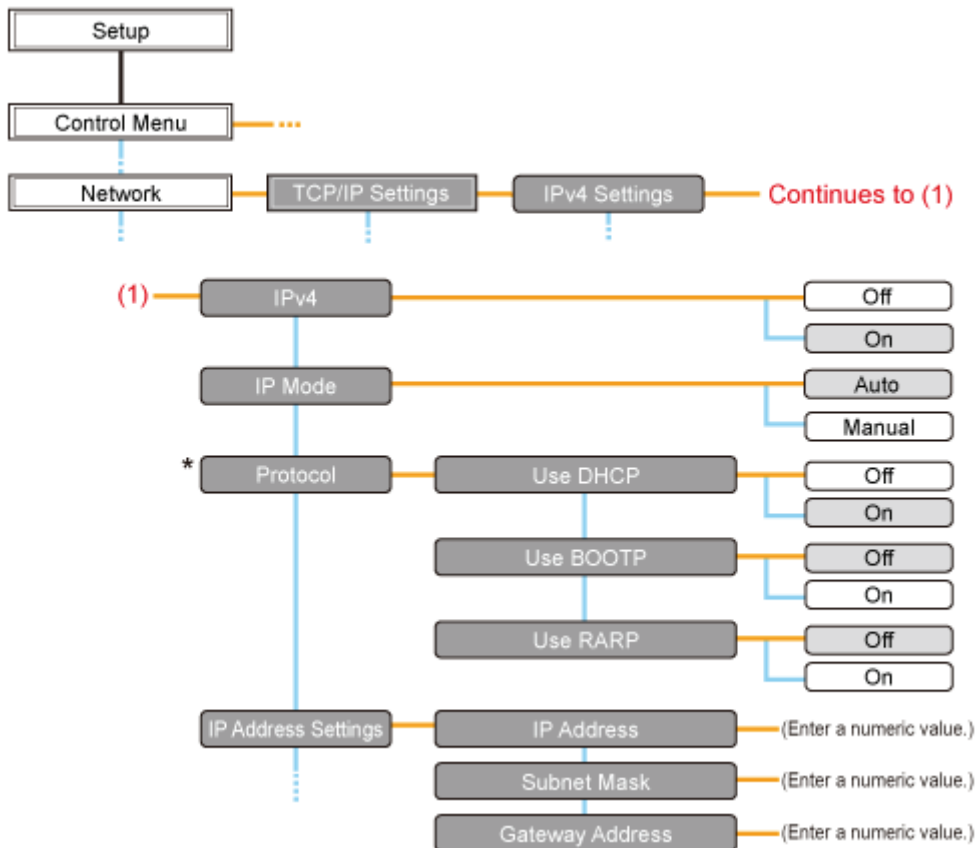 Setup
Control Menu
Network
TCP/IP Settings
IPv4 Settings
Continues to (1)
(1)
IPv4
Off
On
IP Mode
Auto
Manual
* Protocol
Use DHCP
Off
On
Use BOOTP
Off
On
Use RARP
Off
On
IP Address Settings
IP Address
(Enter a numeric value.)
Subnet Mask
(Enter a numeric value.)
Gateway Address
(Enter a numeric value.)